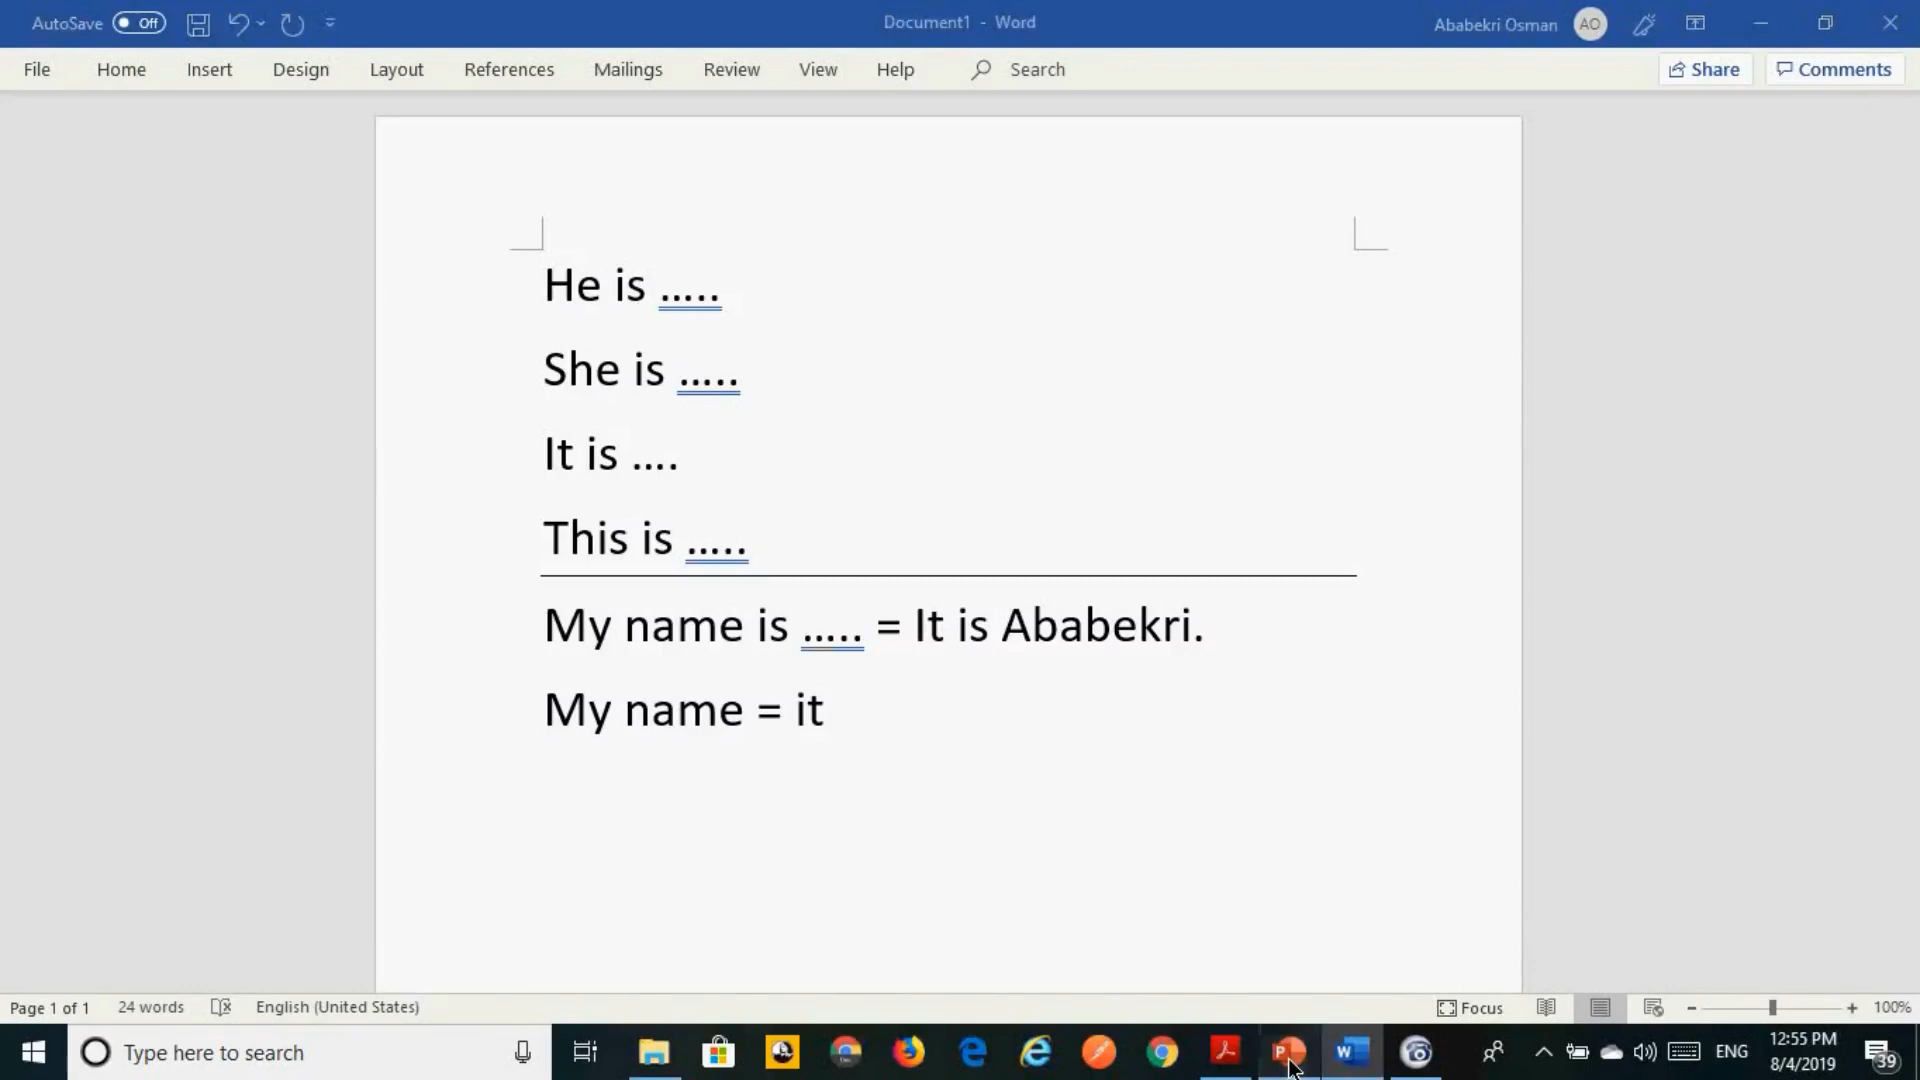 AutoSave Off Document1 - Word Ababekri Osman AO
File Home Insert Design Layout References Mailings Review View Help Search Share Comments
He is .....
She is .....
It is ....
This is .....
My name is ..... = It is Ababekri.
My name = it
Page 1 of 1 24 words English (United States) Focus 100%
Type here to search ENG 12:55 PM
8/4/2019 39